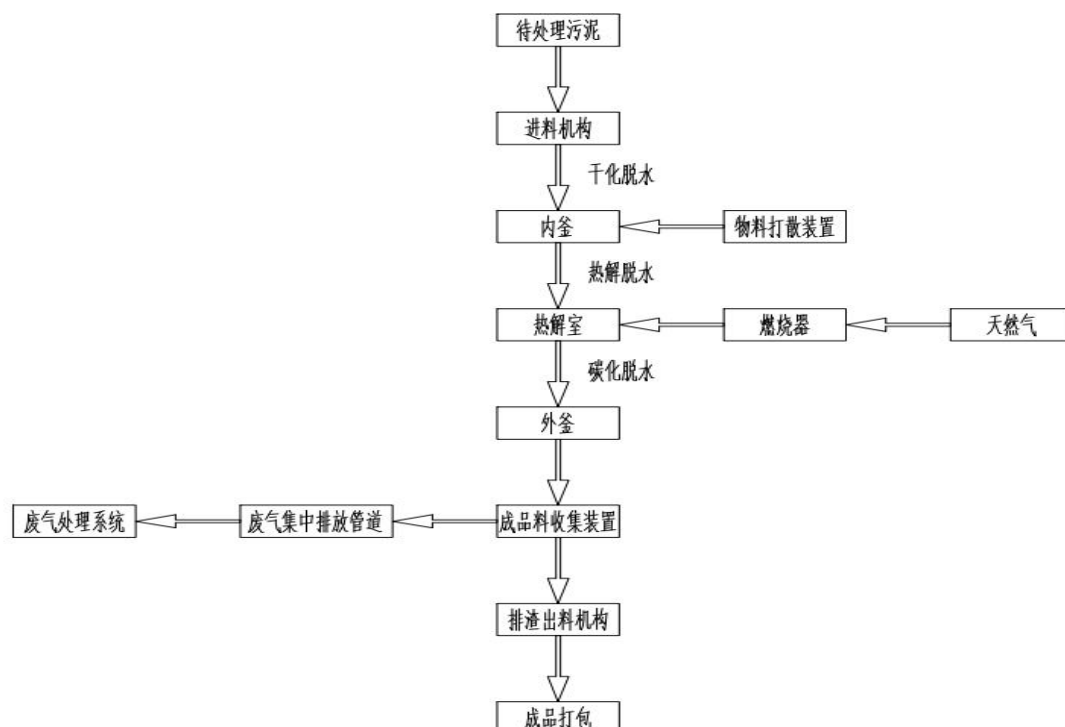 待处理污泥
进料机构
干化脱水
内釜
物料打散装置
热解脱水
热解室
燃烧器
天然气
碳化脱水
外釜
废气处理系统
废气集中排放管道
成品料收集装置
排渣出料机构
成品打包